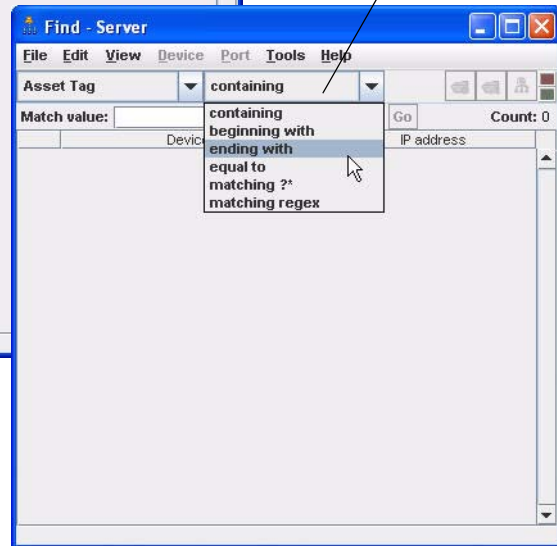 Find - Server
File Edit View Device Port Tools Help
Asset Tag containing
Match value: Go Count: 0
containing
beginning with
ending with
equal to
matching ?*
matching regex
IP address